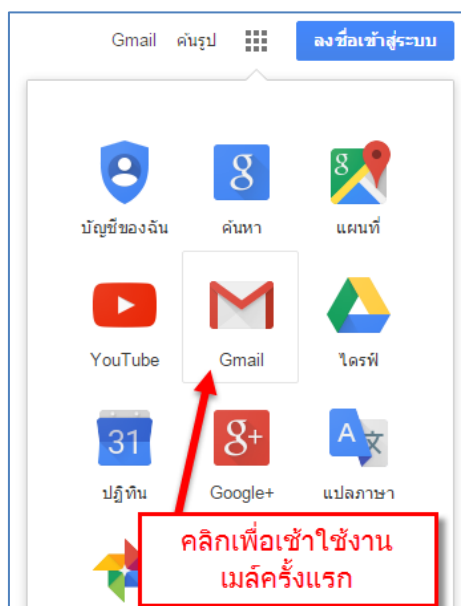 Gmail ค้นรูป ลงชื่อเข้าสู่ระบบ
บัญชีของฉัน ค้นหา แผนที่
YouTube Gmail ไดรฟ์
31
ปฏิทิน Google+ แปลภาษา
คลิกเพื่อเช้าใช้งาน
เมล์ครั้งแรก